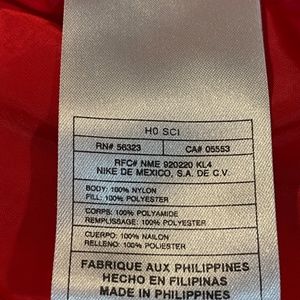 H0 SCI
RN# 56323 CA# 05553
RFC# NME 920220 KL4
NIKE DE MEXICO, S.A. DE C.V.
BODY: 100% NYLON
FILL: 100% POLYESTER
CORPS: 100% POLYAMIDE
REMPLISSAGE: 100% POLYESTER
CUERPO: 100% NAILON
RELLENO: 100% POLIESTER
FABRIQUE AUX PHILIPPINES
HECHO EN FILIPINAS
MADE IN PHILIPPINES